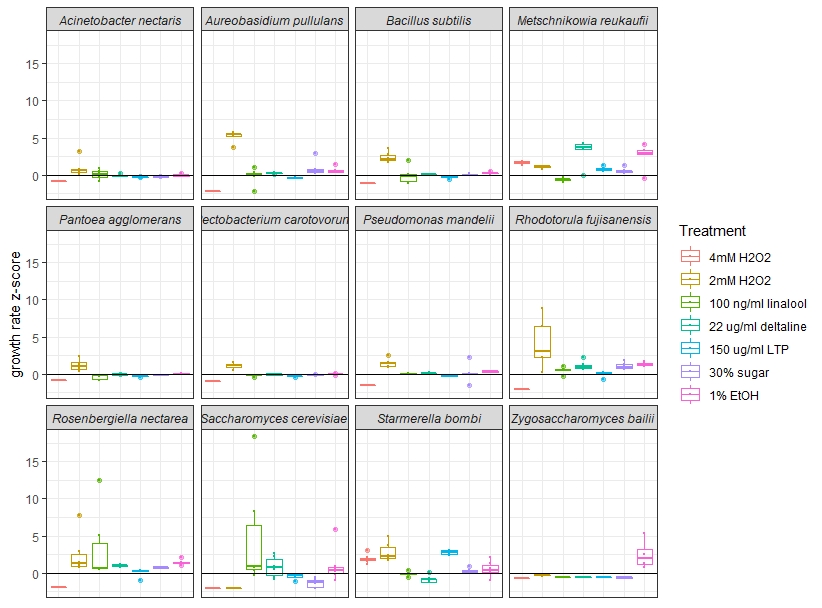 Acinetobacter nectaris
Aureobasidium pullulans
Bacillus subtilis
Metschnikowia reukaufii
15
10
5
0
Pantoea agglomerans
ectobacterium carotovorun
Pseudomonas mandelii
Rhodotorula fujisanensis
15
10
5
0
Rosenbergiella nectarea
Saccharomyces cerevisiae
Starmerella bombi
Zygosaccharomyces bailii
15
10
5
0
growth rate z-score
Treatment
4mM H2O2
2mM H2O2
100 ng/ml linalool
22 ug/ml deltaline
150 ug/ml LTP
30% sugar
1% EtOH